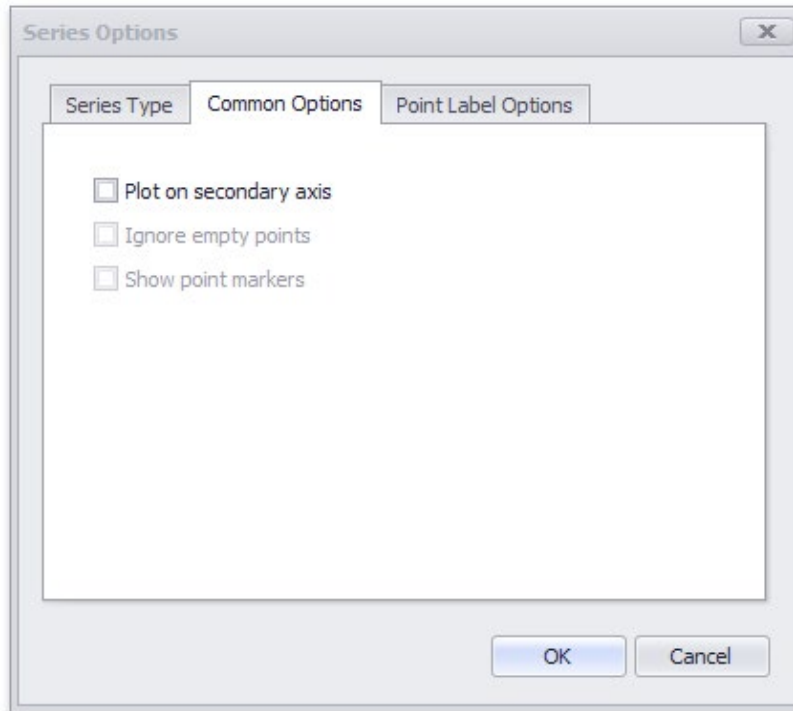 Series Options
Series Type Common Options Point Label Options
Plot on secondary axis
Ignore empty points
Show point markers
OK Cancel